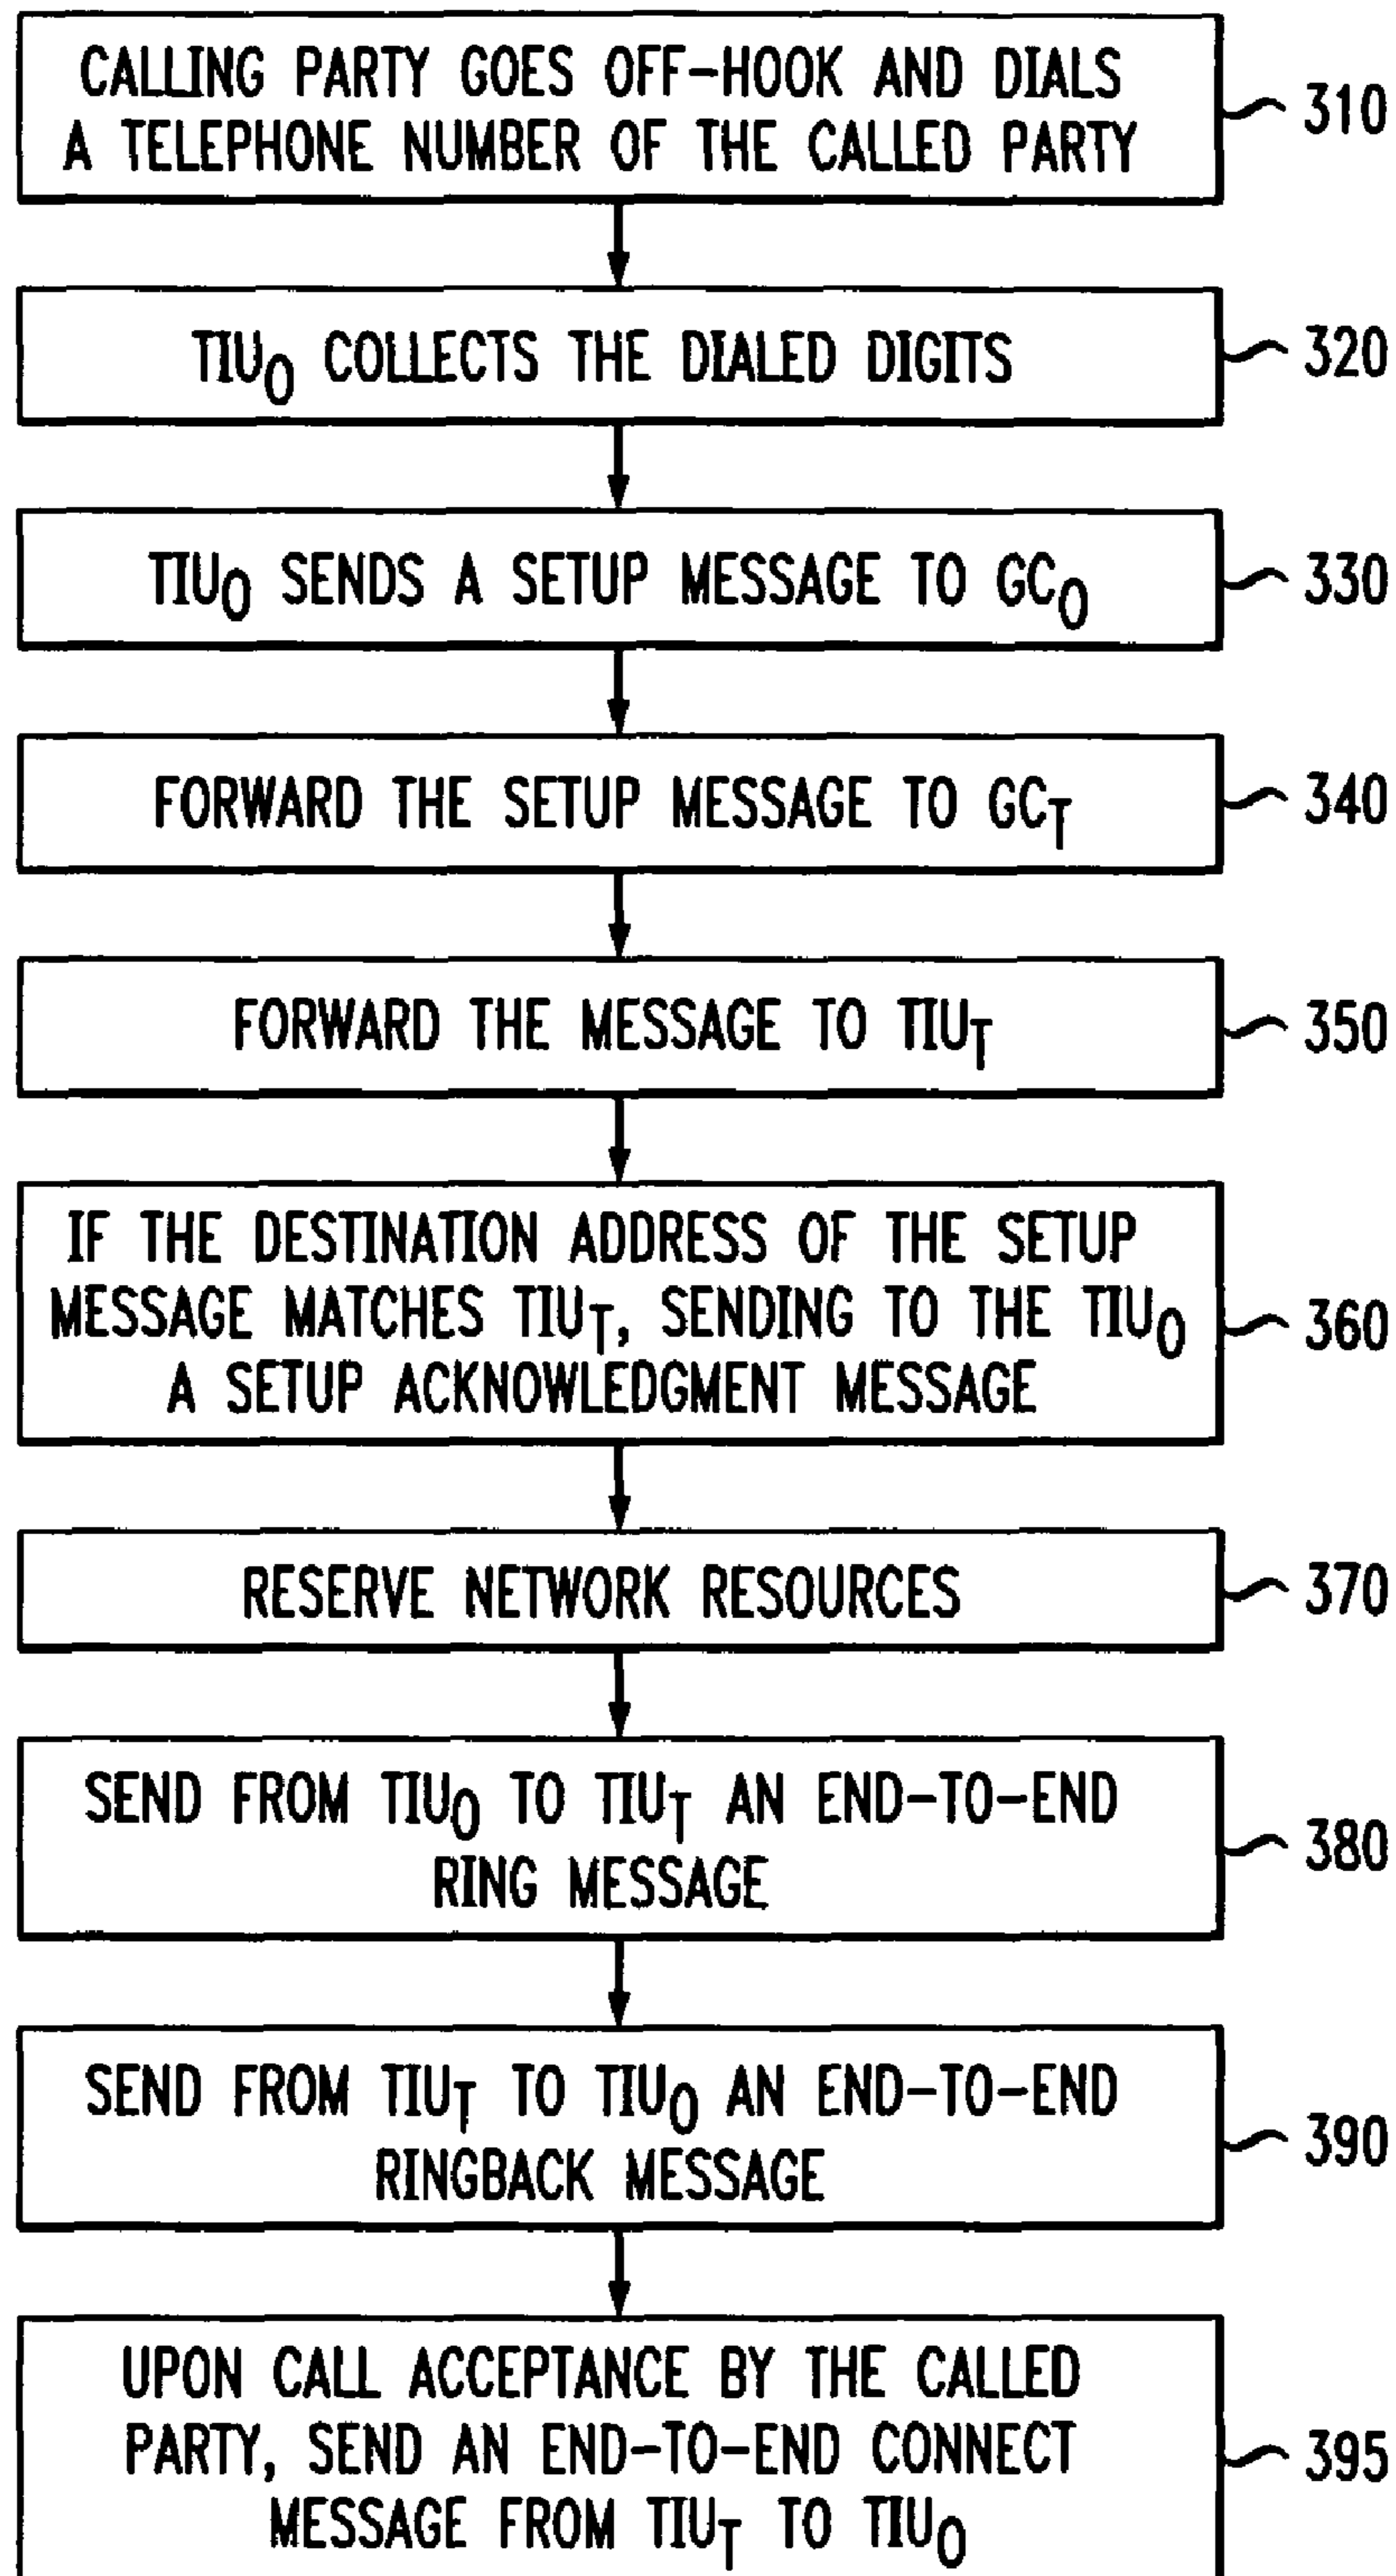 CALLING PARTY GOES OFF-HOOK AND DIALS
A TELEPHONE NUMBER OF THE CALLED PARTY
310
TIUO COLLECTS THE DIALED DIGITS
320
TIUO SENDS A SETUP MESSAGE TO GCO
330
FORWARD THE SETUP MESSAGE TO GCT
340
FORWARD THE MESSAGE TO TIUT
350
IF THE DESTINATION ADDRESS OF THE SETUP
MESSAGE MATCHES TIUT, SENDING TO THE TIUO
A SETUP ACKNOWLEDGMENT MESSAGE
360
RESERVE NETWORK RESOURCES
370
SEND FROM TIUO TO TIUT AN END-TO-END
RING MESSAGE
380
SEND FROM TIUT TO TIUO AN END-TO-END
RINGBACK MESSAGE
390
UPON CALL ACCEPTANCE BY THE CALLED
PARTY, SEND AN END-TO-END CONNECT
MESSAGE FROM TIUT TO TIUO
395